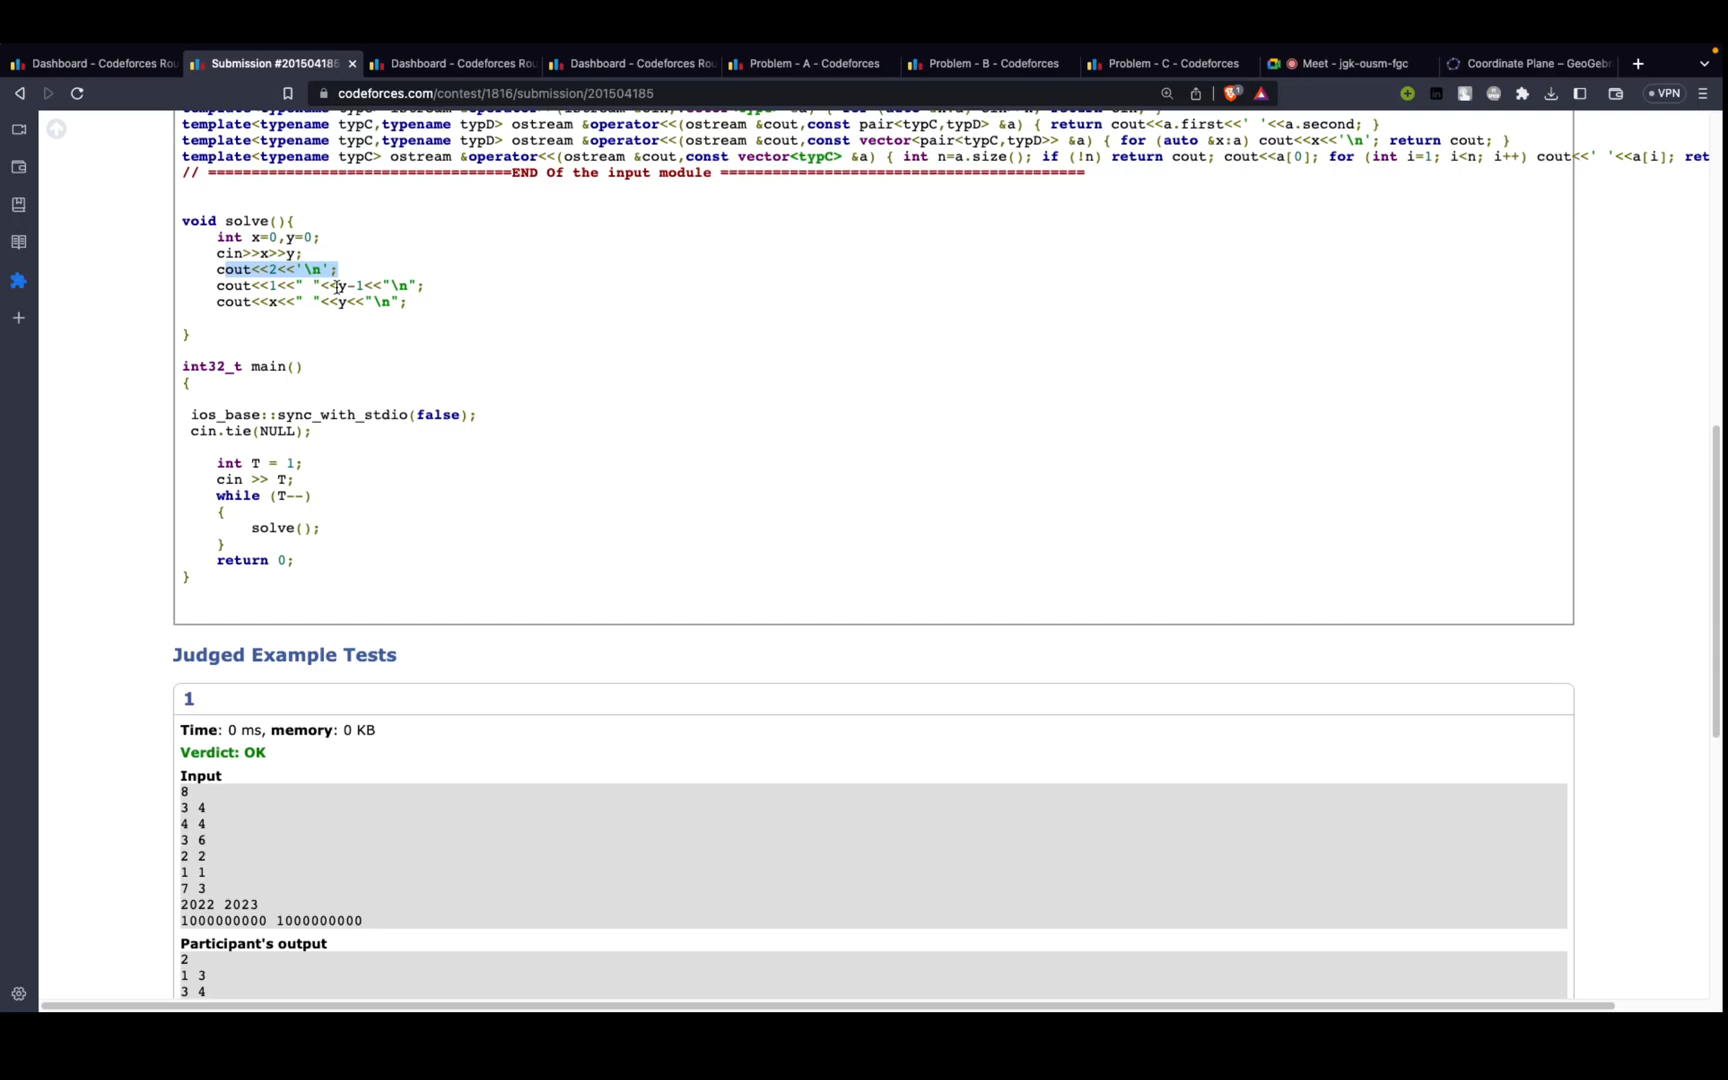 Dashboard - Codeforces Rou
Submission #201504185
Dashboard - Codeforces Rou
Dashboard - Codeforces Rou
Problem - A - Codeforces
Problem - B - Codeforces
Problem - C - Codeforces
Meet - jgk-ousm-fgc
Coordinate Plane – GeoGebr
codeforces.com/contest/1816/submission/201504185
1
VPN
template<typename typC,typename typD> ostream &operator<<(ostream &cout,const pair<typC,typD> &a) { return cout<<a.first<<' '<<a.second; }
template<typename typC,typename typD> ostream &operator<<(ostream &cout,const vector<pair<typC,typD>> &a) { for (auto &x:a) cout<<x<<'\n'; return cout; }
template<typename typC> ostream &operator<<(ostream &cout,const vector<typC> &a) { int n=a.size(); if (!n) return cout; cout<<a[0]; for (int i=1; i<n; i++) cout<<' '<<a[i]; ret
// ===================================END Of the input module ==========================================
void solve(){
int x=0,y=0;
cin>>x>>y;
cout<<2<<'\n';
cout<<1<<" "<<y-1<<"\n";
cout<<x<<" "<<y<<"\n";
}
int32_t main()
{
ios_base::sync_with_stdio(false);
cin.tie(NULL);
int T = 1;
cin >> T;
while (T--)
{
solve();
}
return 0;
}
Judged Example Tests
1
Time: 0 ms, memory: 0 KB
Verdict: OK
Input
8
3 4
4 4
3 6
2 2
1 1
7 3
2022 2023
1000000000 1000000000
Participant's output
2
1 3
3 4